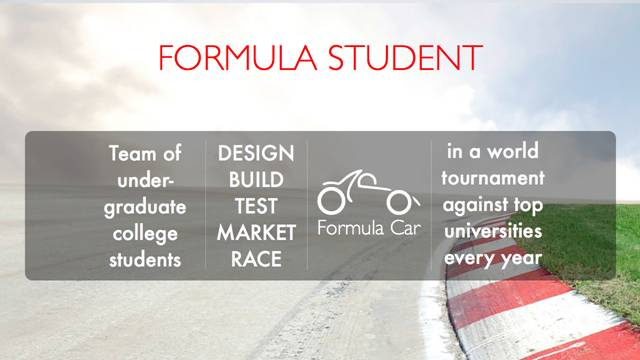 FORMULA STUDENT
Team of
under-
graduate
college
students
DESIGN
BUILD
TEST
MARKET
RACE
Formula Car
in a world
tournament
against top
universities
every year